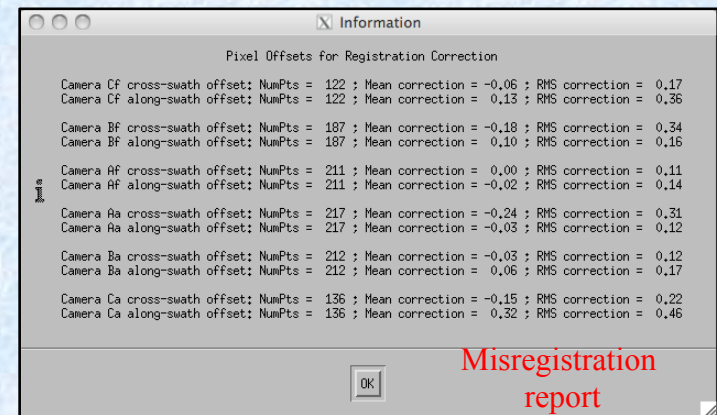 Information
Pixel Offsets for Registration Correction
Camera Cf cross-swath offset: NumPts = 122 ; Mean correction = -0.06 ; RMS correction = 0.17
Camera Cf along-swath offset: NumPts = 122 ; Mean correction = 0.13 ; RMS correction = 0.36
Camera Bf cross-swath offset: NumPts = 187 ; Mean correction = -0.18 ; RMS correction = 0.34
Camera Bf along-swath offset: NumPts = 187 ; Mean correction = 0.10 ; RMS correction = 0.16
Camera Af cross-swath offset: NumPts = 211 ; Mean correction = 0.00 ; RMS correction = 0.11
Camera Af along-swath offset: NumPts = 211 ; Mean correction = -0.02 ; RMS correction = 0.14
Camera Aa cross-swath offset: NumPts = 217 ; Mean correction = -0.24 ; RMS correction = 0.31
Camera Aa along-swath offset: NumPts = 217 ; Mean correction = -0.03 ; RMS correction = 0.12
Camera Ba cross-swath offset: NumPts = 212 ; Mean correction = -0.03 ; RMS correction = 0.12
Camera Ba along-swath offset: NumPts = 212 ; Mean correction = 0.06 ; RMS correction = 0.17
Camera Ca cross-swath offset: NumPts = 136 ; Mean correction = -0.15 ; RMS correction = 0.22
Camera Ca along-swath offset: NumPts = 136 ; Mean correction = 0.32 ; RMS correction = 0.46
OK
Misregistration
report